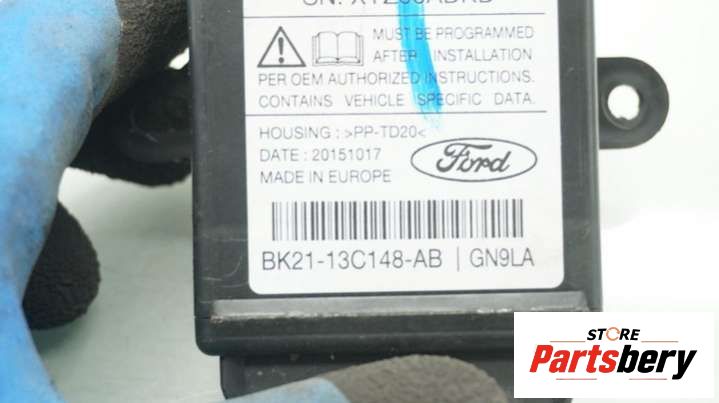 MUST BE PROGRAMMED
AFTER INSTALLATION
PER OEM AUTHORIZED INSTRUCTIONS.
CONTAINS VEHICLE SPECIFIC DATA.
HOUSING : >PP-TD20<
DATE : 20151017
Ford
MADE IN EUROPE
BK21-13C148-AB | GN9LA
STORE
Partsbery